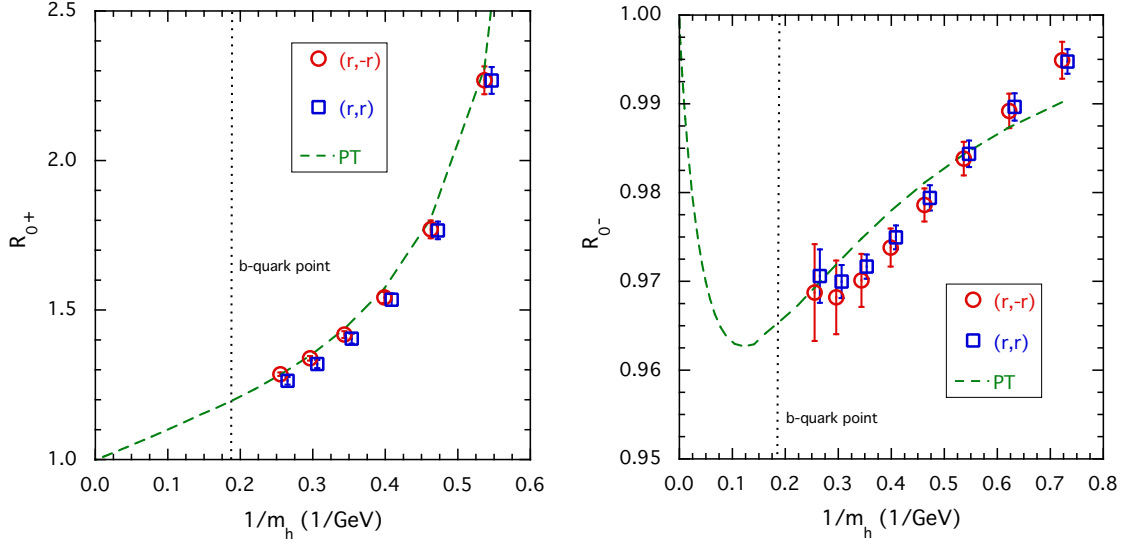 2.5
2.0
1.5
1.0
R0+
0.0
0.1
0.2
0.3
0.4
0.5
0.6
1/mh (1/GeV)
(r,-r)
(r,r)
PT
b-quark point
1.00
0.99
0.98
0.97
0.96
0.95
R0-
0.0
0.1
0.2
0.3
0.4
0.5
0.6
0.7
0.8
1/mh (1/GeV)
(r,-r)
(r,r)
PT
b-quark point